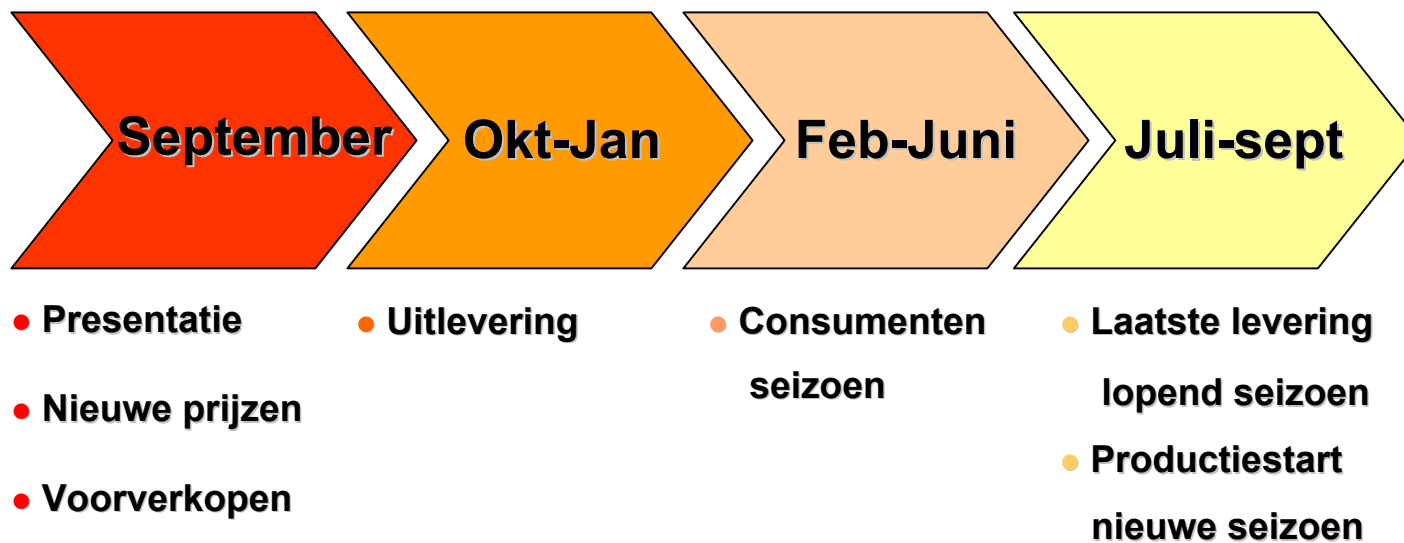 September
Okt-Jan
Feb-Juni
Juli-sept
• Presentatie
• Nieuwe prijzen
• Voorverkopen
• Uitlevering
• Consumenten
seizoen
• Laatste levering
lopend seizoen
• Productiestart
nieuwe seizoen